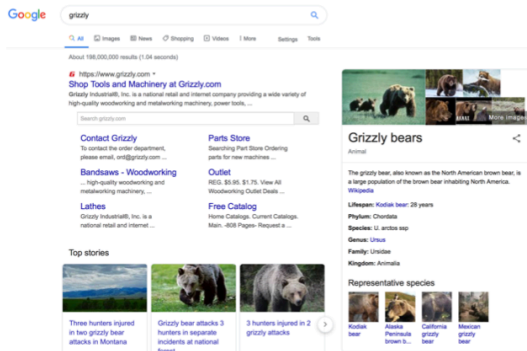 Google
grizzly
All Images News Shopping Videos More Settings Tools
About 198,000,000 results (1.04 seconds)
https://www.grizzly.com
Shop Tools and Machinery at Grizzly.com
Grizzly Industrial®, Inc. is a national retail and internet company providing a wide variety of
high-quality woodworking and metalworking machinery, power tools, ...
Search grizzly.com
Contact Grizzly
To contact the order department,
please email, ord@grizzly.com ...
Parts Store
Searching Part Store Ordering
parts for new machines ...
Bandsaws - Woodworking
... high-quality woodworking and
metalworking machinery, ...
Outlet
REG. $5.95, $1.75. View All
Woodworking Outlet Deals ...
Lathes
Grizzly Industrial®, Inc. is a
national retail and internet ...
Free Catalog
Home Catalogs. Current Catalogs.
Main. -808 Pages- Request a ...
Top stories
Three hunters injured
in two grizzly bear
attacks in Montana
Grizzly bear attacks 3
hunters in separate
incidents at national
3 hunters injured in 2
grizzly attacks
More images
Grizzly bears
Animal
The grizzly bear, also known as the North American brown bear, is
a large population of the brown bear inhabiting North America.
Wikipedia
Lifespan: Kodiak bear: 28 years
Phylum: Chordata
Species: U. arctos ssp
Genus: Ursus
Family: Ursidae
Kingdom: Animalia
Representative species
Kodiak
bear
Alaska
Peninsula
brown b...
California
grizzly
bear
Mexican
grizzly
bear